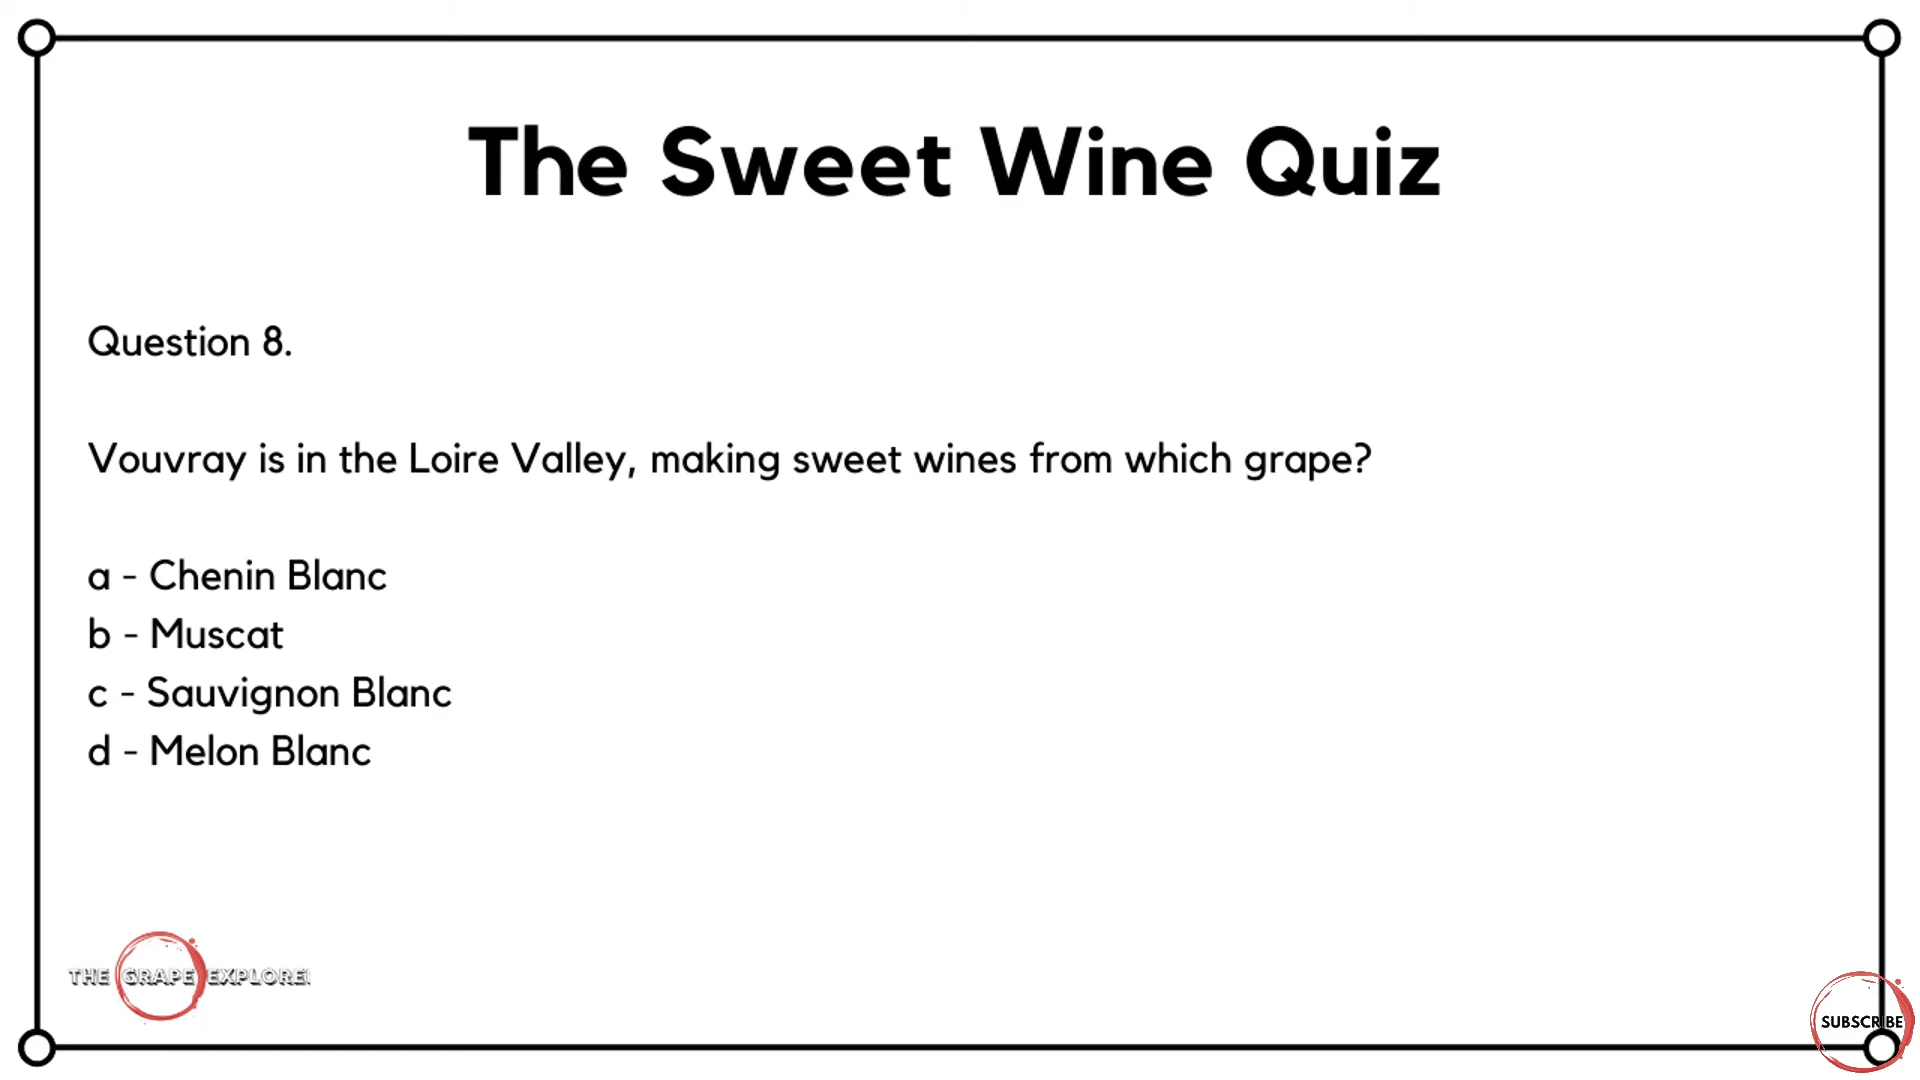 The Sweet Wine Quiz
Question 8.
Vouvray is in the Loire Valley, making sweet wines from which grape?
a - Chenin Blanc
b - Muscat
c - Sauvignon Blanc
d - Melon Blanc
THE GRAPE EXPLORE
SUBSCRIBE